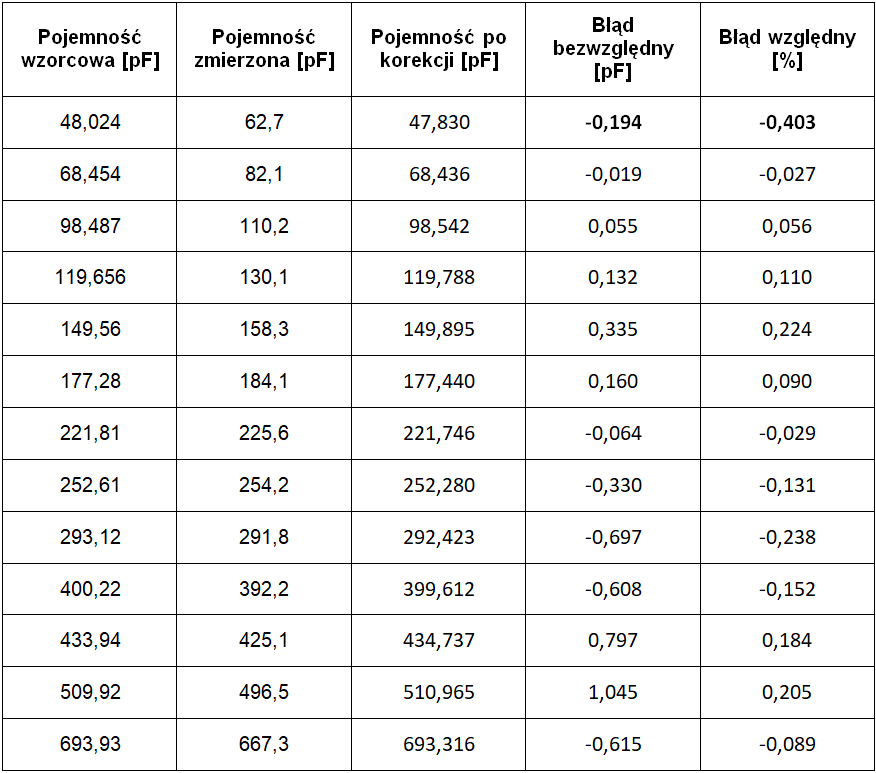 Pojemność wzorcowa [pF] Pojemność zmierzona [pF] Pojemność po korekcji [pF] Błąd bezwzględny [pF] Błąd względny [%]
48,024 62,7 47,830 -0,194 -0,403
68,454 82,1 68,436 -0,019 -0,027
98,487 110,2 98,542 0,055 0,056
119,656 130,1 119,788 0,132 0,110
149,56 158,3 149,895 0,335 0,224
177,28 184,1 177,440 0,160 0,090
221,81 225,6 221,746 -0,064 -0,029
252,61 254,2 252,280 -0,330 -0,131
293,12 291,8 292,423 -0,697 -0,238
400,22 392,2 399,612 -0,608 -0,152
433,94 425,1 434,737 0,797 0,184
509,92 496,5 510,965 1,045 0,205
693,93 667,3 693,316 -0,615 -0,089